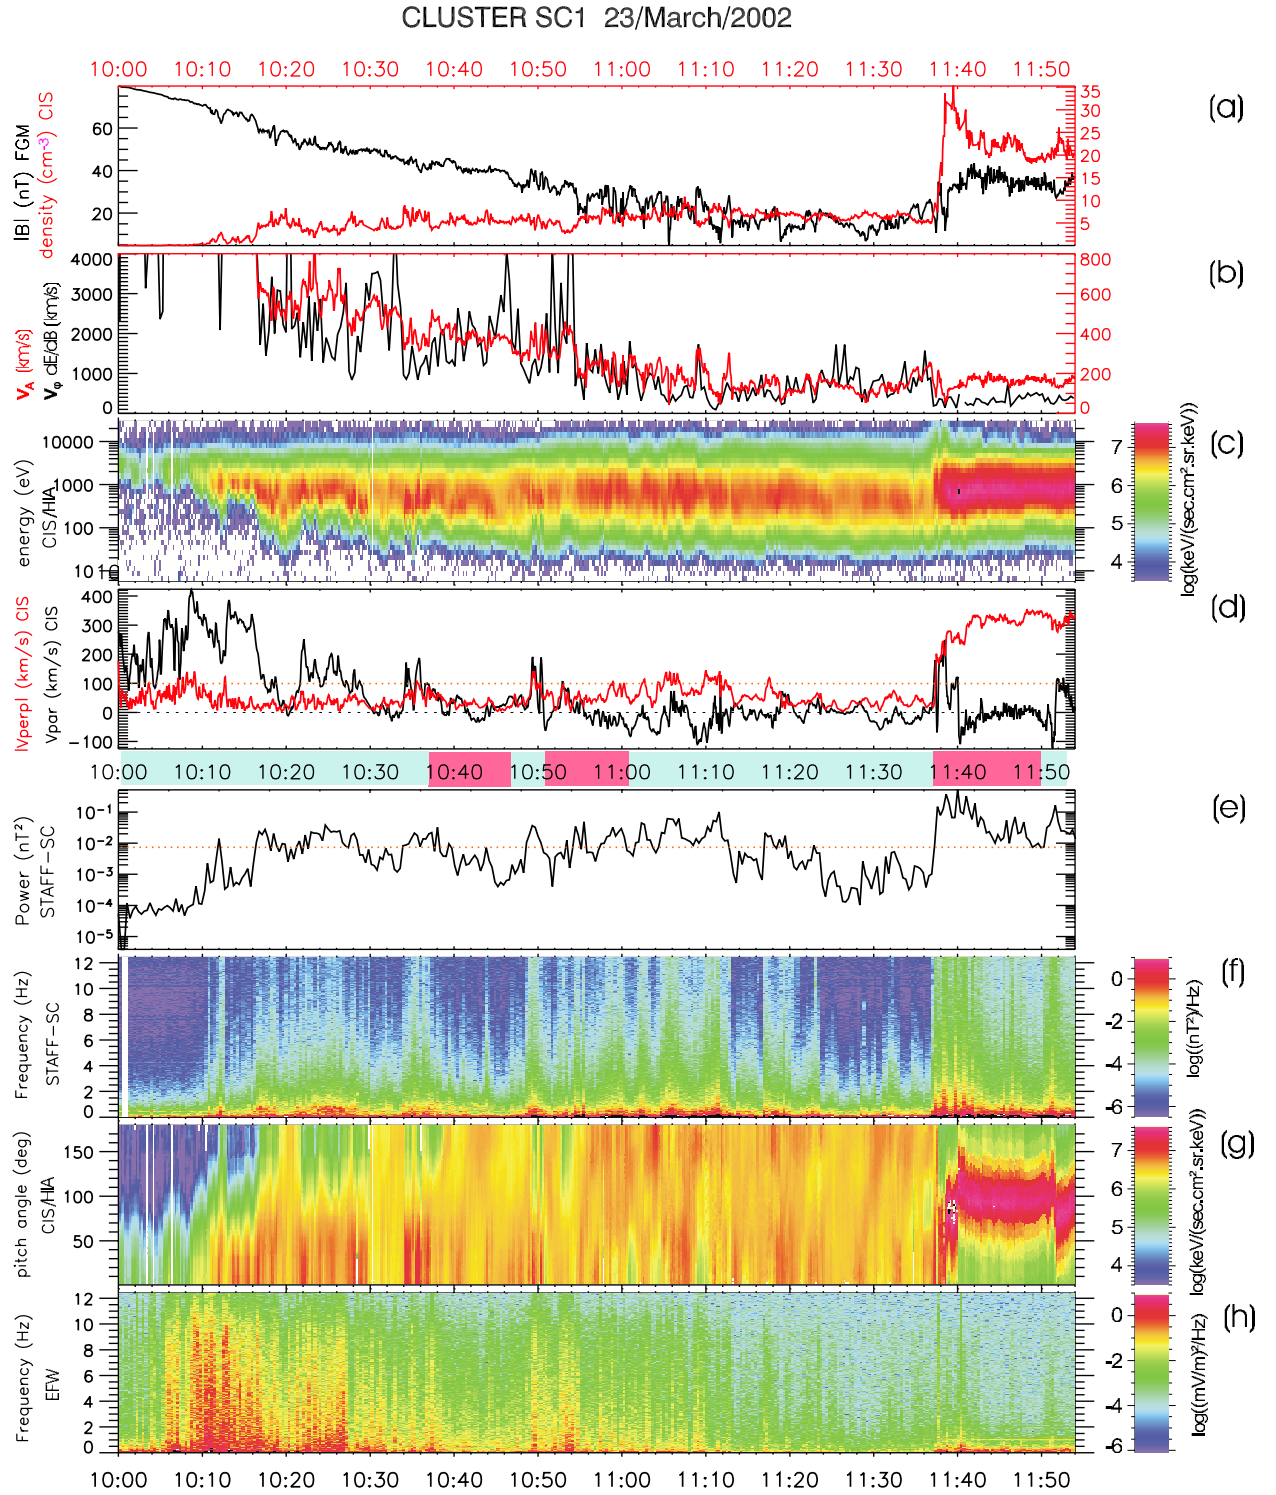 CLUSTER SC1 23/March/2002
10:00 10:10 10:20 10:30 10:40 10:50 11:00 11:10 11:20 11:30 11:40 11:50
(a)
|B| (nT) FGM
density (cm-3) CIS
60
40
20
35
30
25
20
15
10
5
(b)
VA (km/s)
Vφ dE/dB (km/s)
4000
3000
2000
1000
0
800
600
400
200
0
(c)
energy (eV)
CIS/HIA
10000
1000
100
10
7
6
5
4
log(keV/(sec.cm².sr.keV))
(d)
|Vperp| (km/s) CIS
Vpar (km/s) CIS
400
300
200
100
0
-100
10:00 10:10 10:20 10:30 10:40 10:50 11:00 11:10 11:20 11:30 11:40 11:50
(e)
Power (nT²)
STAFF-SC
10-1
10-2
10-3
10-4
10-5
(f)
Frequency (Hz)
STAFF-SC
12
10
8
6
4
2
0
0
-2
-4
-6
log((nT²)/Hz)
(g)
pitch angle (deg)
CIS/HIA
150
100
50
7
6
5
4
log(keV/(sec.cm².sr.keV))
(h)
Frequency (Hz)
EFW
12
10
8
6
4
2
0
0
-2
-4
-6
log((mV/m)²/Hz)
10:00 10:10 10:20 10:30 10:40 10:50 11:00 11:10 11:20 11:30 11:40 11:50